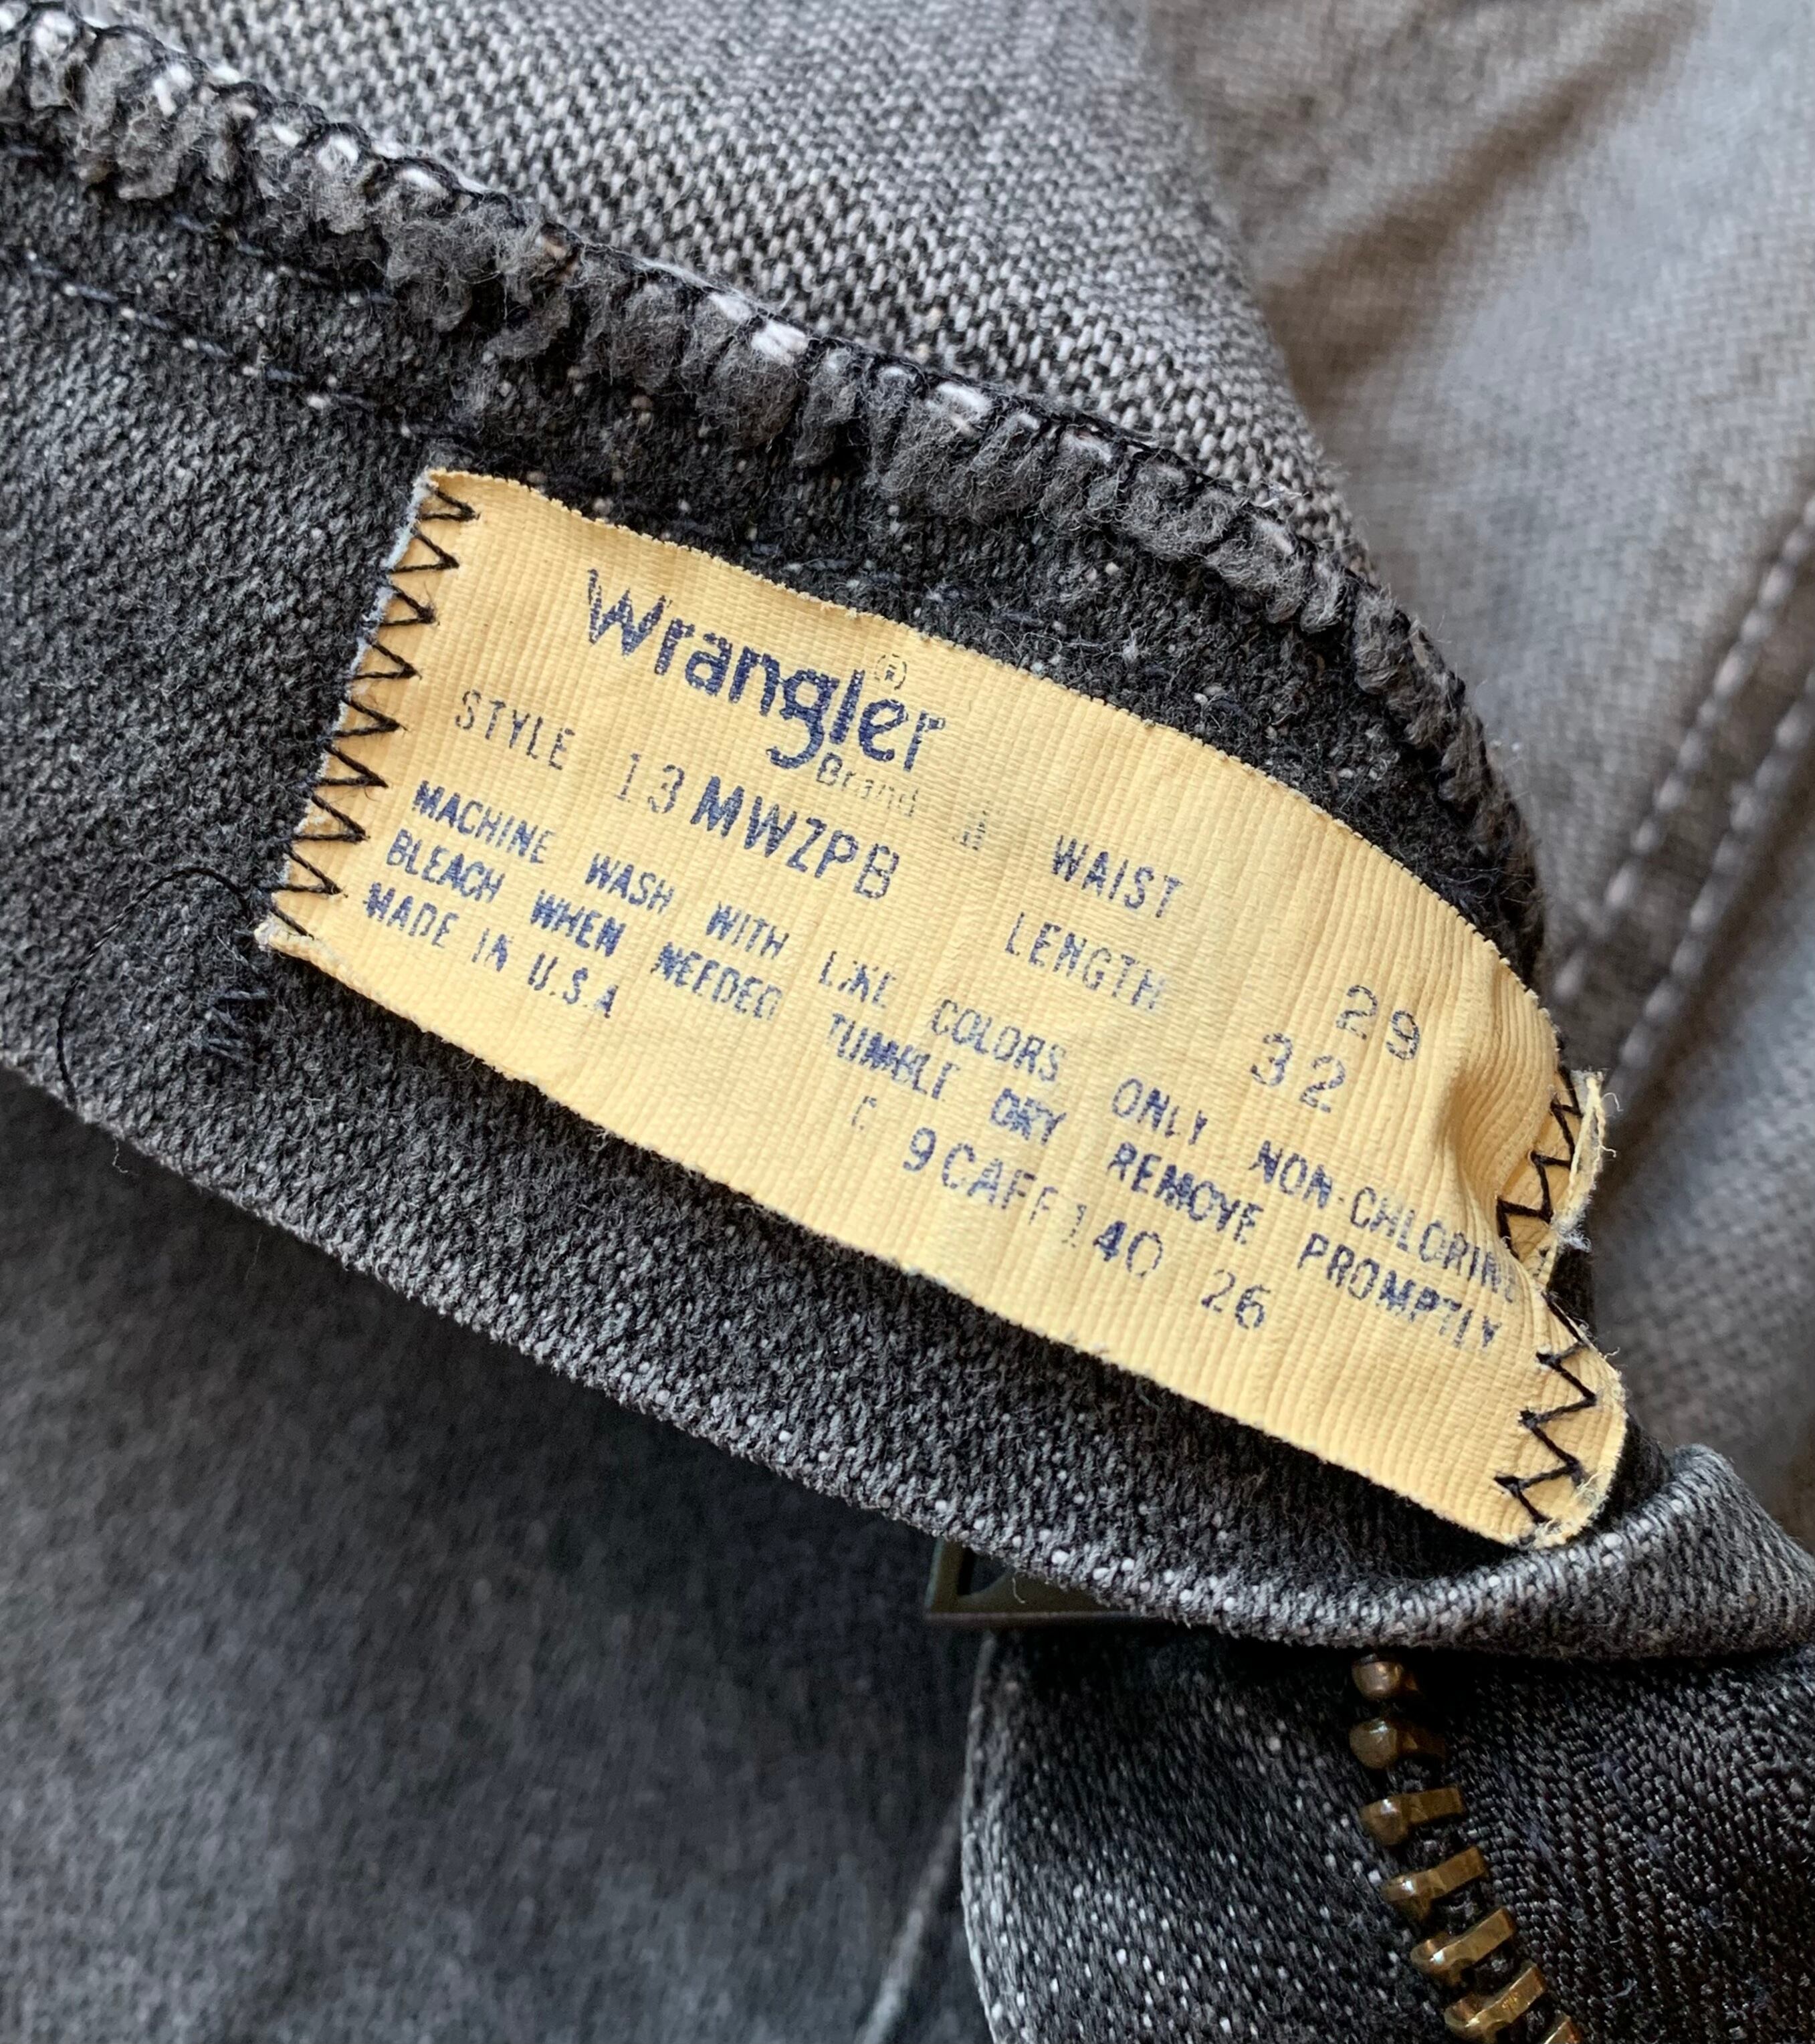 Wrangler®
Brand
STYLE 13MWZPB WAIST 29
LENGTH 32
MACHINE WASH WITH LIKE COLORS ONLY NON-CHLORINE
BLEACH WHEN NEEDED TUMBLE DRY REMOVE PROMPTLY
MADE IN U.S.A C 9CAFF140 26